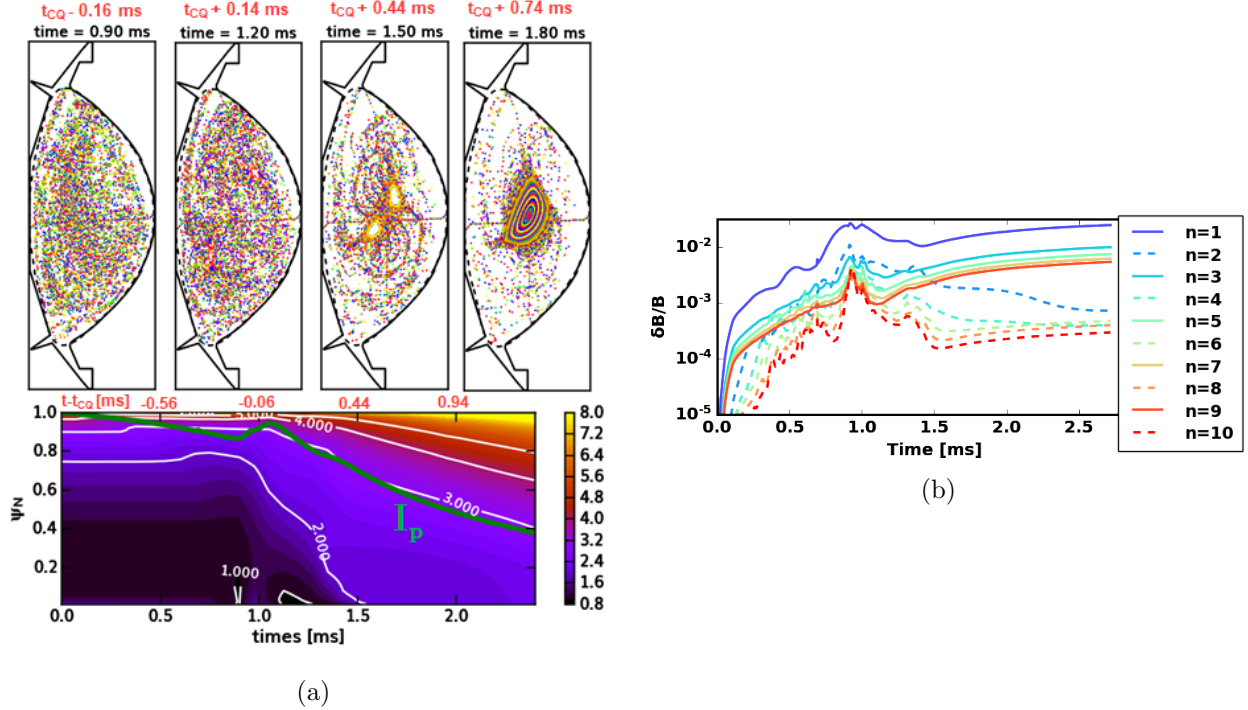 t_CQ - 0.16 ms t_CQ + 0.14 ms t_CQ + 0.44 ms t_CQ + 0.74 ms
time = 0.90 ms time = 1.20 ms time = 1.50 ms time = 1.80 ms
t-t_CQ [ms] -0.56 -0.06 0.44 0.94
1.0
0.8
0.6
0.4
0.2
ψ_N
4.000
3.000
2.000
1.000
I_p
8.0
7.2
6.4
5.6
4.8
4.0
3.2
2.4
1.6
0.8
0.0 0.5 1.0 1.5 2.0
times [ms]
(a)
δB/B
10^-2
10^-3
10^-4
10^-5
0.0 0.5 1.0 1.5 2.0 2.5
Time [ms]
n=1
n=2
n=3
n=4
n=5
n=6
n=7
n=8
n=9
n=10
(b)